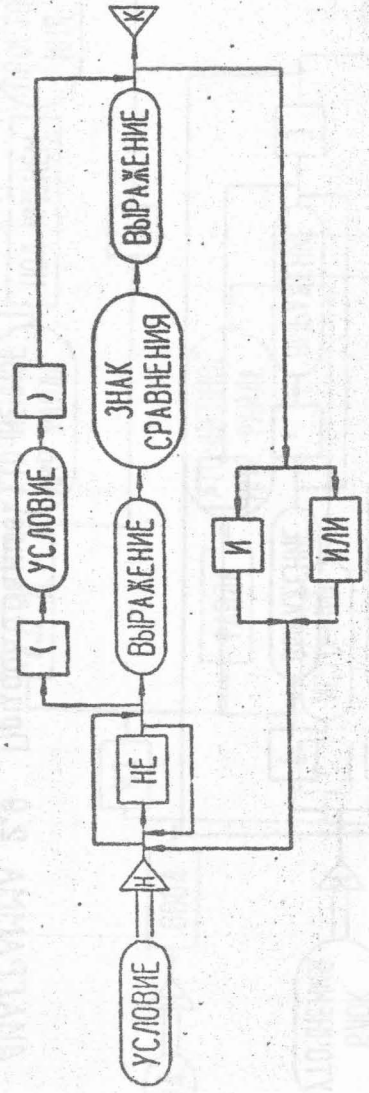 УСЛОВИЕ
Н
НЕ
(
УСЛОВИЕ
)
ВЫРАЖЕНИЕ
ЗНАК
СРАВНЕНИЯ
ВЫРАЖЕНИЕ
К
И
ИЛИ